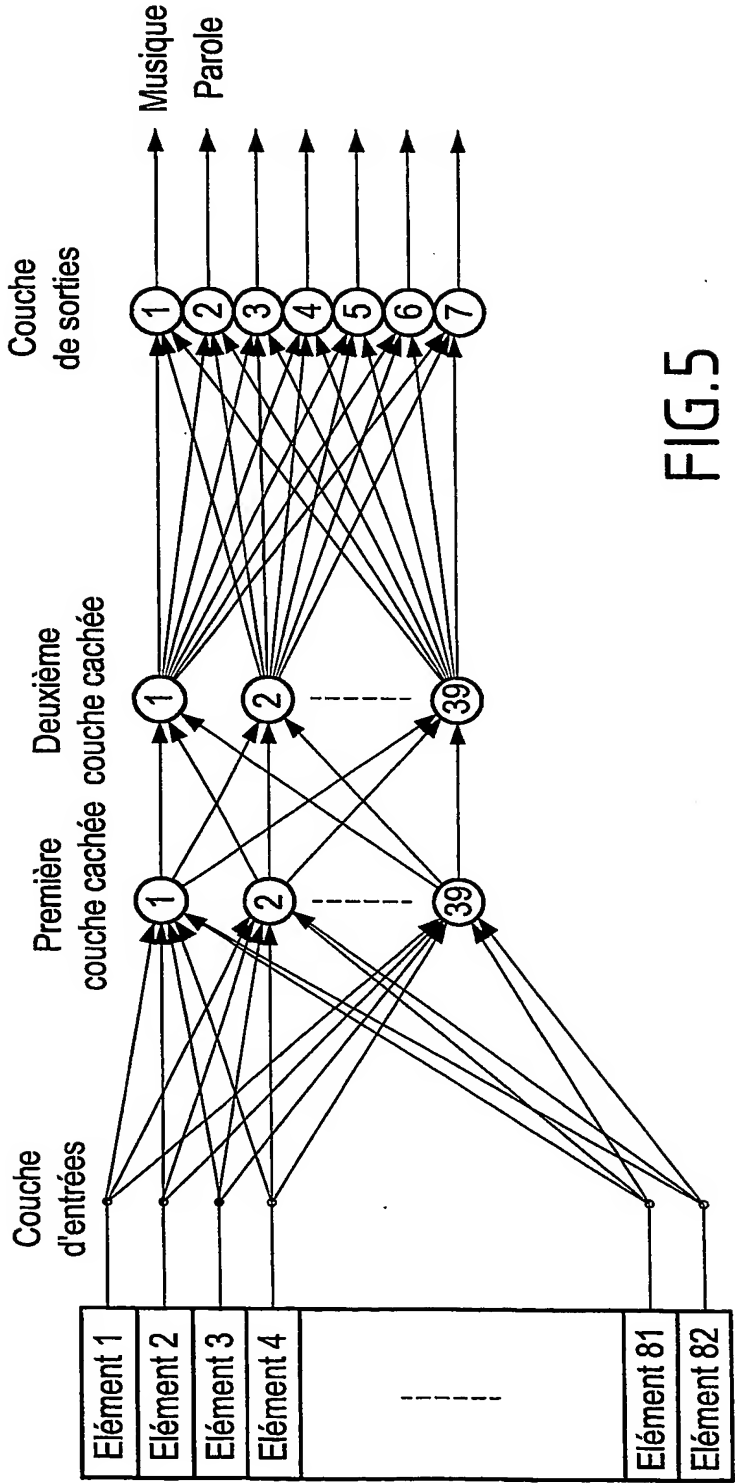 Couche
d'entrées
Première
couche cachée
Deuxième
couche cachée
Couche
de sorties
Elément 1
Elément 2
Elément 3
Elément 4
Elément 81
Elément 82
1
2
39
1
2
39
1
2
3
4
5
6
7
Musique
Parole
FIG.5